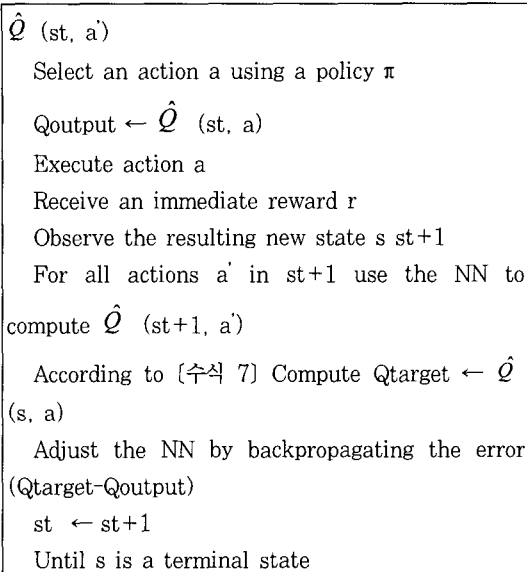 Q̂ (st, a')
Select an action a using a policy π
Qoutput ← Q̂ (st, a)
Execute action a
Receive an immediate reward r
Observe the resulting new state s st+1
For all actions a' in st+1 use the NN to
compute Q̂ (st+1, a')
According to [수식 7] Compute Qtarget ← Q̂
(s, a)
Adjust the NN by backpropagating the error
(Qtarget-Qoutput)
st ← st+1
Until s is a terminal state